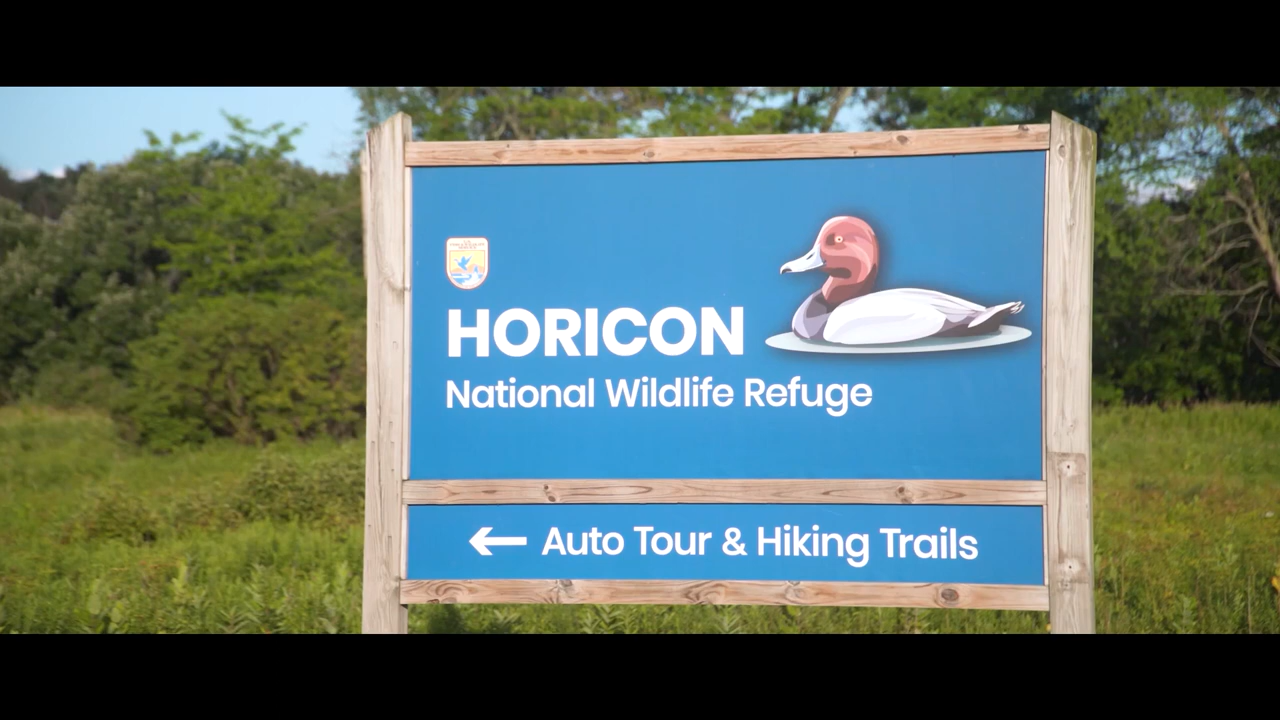 HORICON
National Wildlife Refuge
← Auto Tour & Hiking Trails